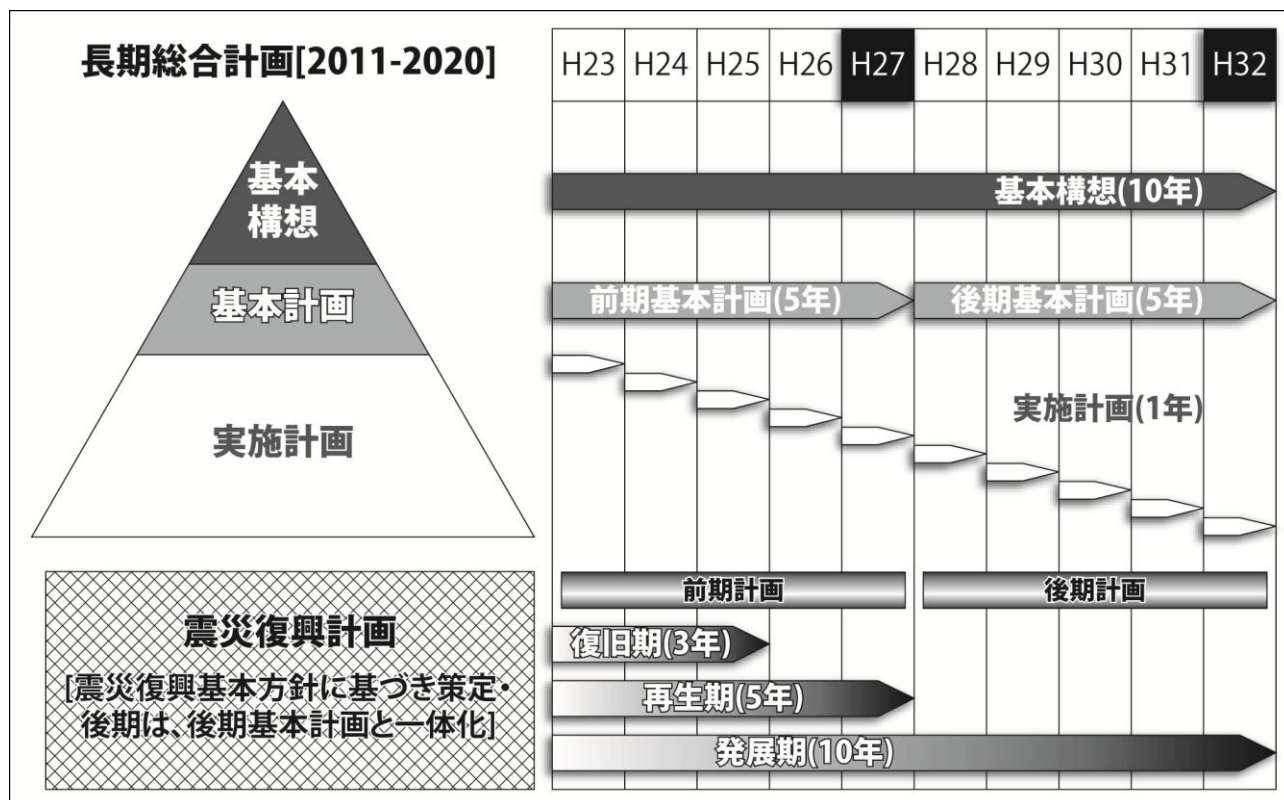 長期総合計画[2011-2020]
H23 H24 H25 H26 H27 H28 H29 H30 H31 H32
基本
構想
基本構想(10年)
基本計画
前期基本計画(5年) 後期基本計画(5年)
実施計画
実施計画(1年)
震災復興計画
[震災復興基本方針に基づき策定・
後期は、後期基本計画と一体化]
前期計画 後期計画
復旧期(3年)
再生期(5年)
発展期(10年)